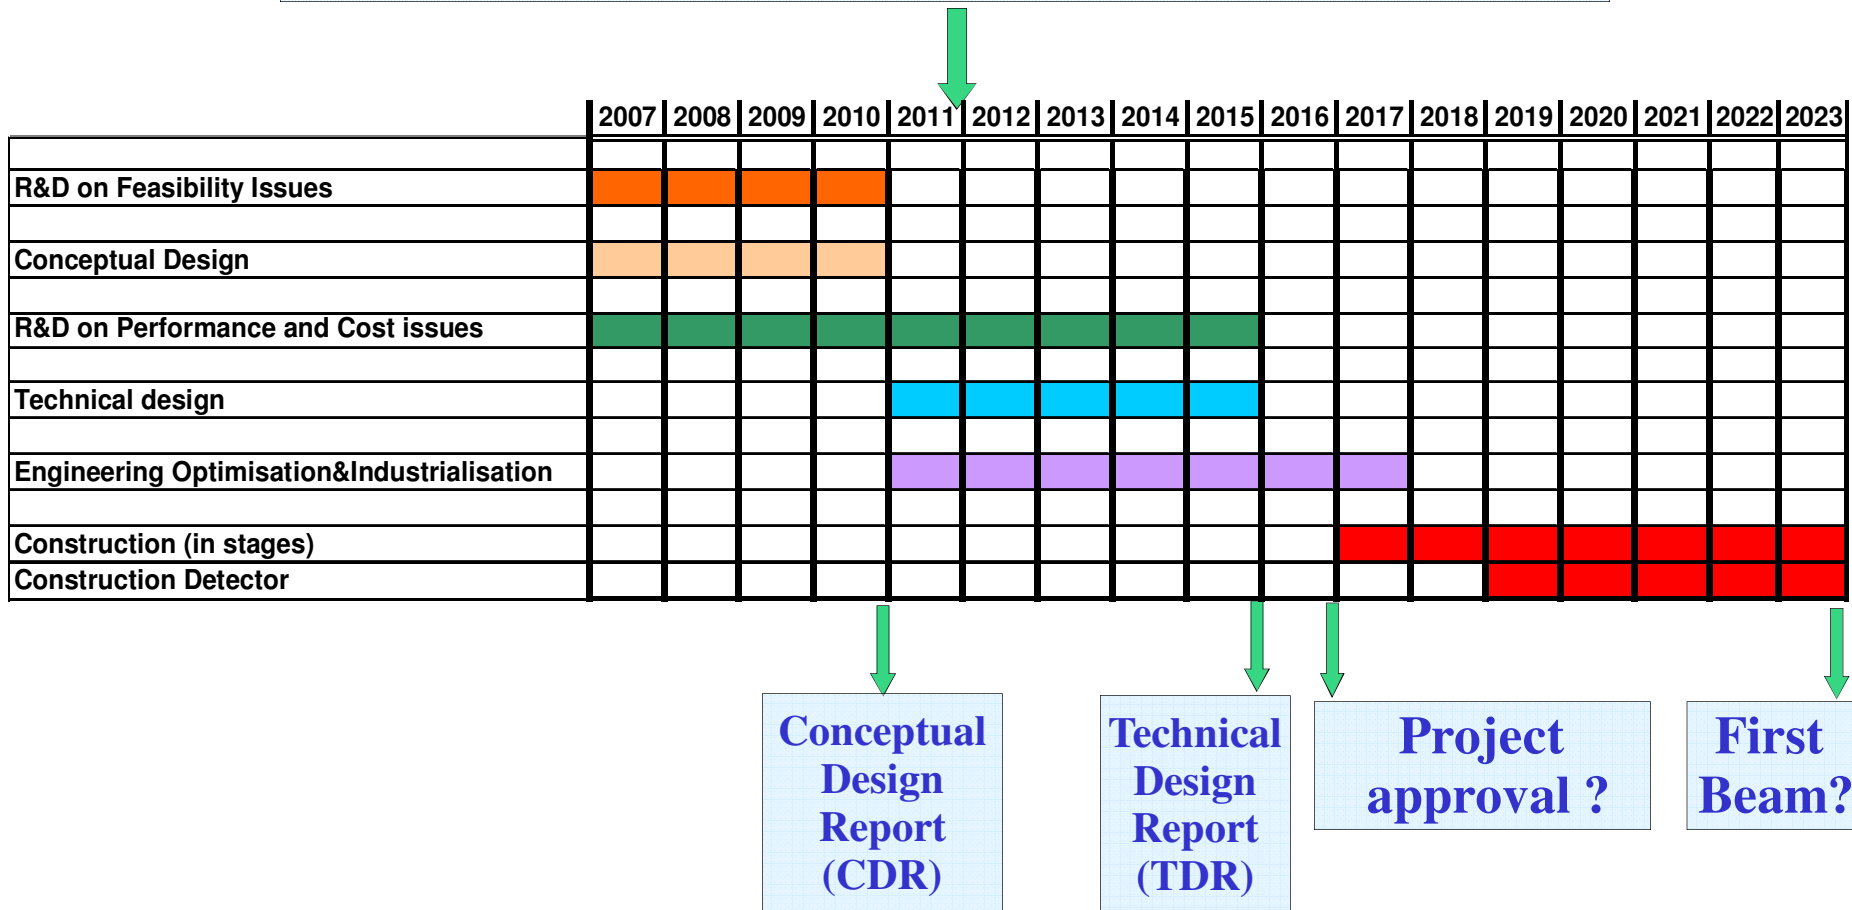 2007 2008 2009 2010 2011 2012 2013 2014 2015 2016 2017 2018 2019 2020 2021 2022 2023
R&D on Feasibility Issues
Conceptual Design
R&D on Performance and Cost issues
Technical design
Engineering Optimisation&Industrialisation
Construction (in stages)
Construction Detector
Conceptual
Design
Report
(CDR)
Technical
Design
Report
(TDR)
Project
approval ?
First
Beam?